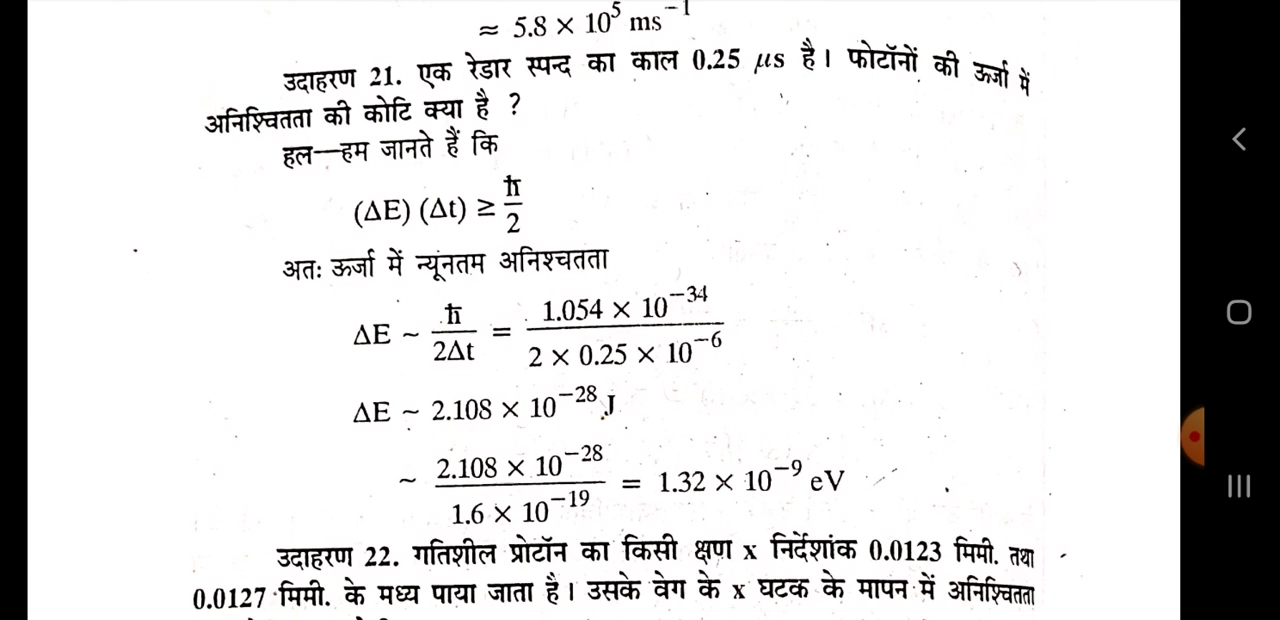 ≈ 5.8 × 10⁵ ms⁻¹
उदाहरण 21. एक रेडार स्पन्द का काल 0.25 μs है। फोटॉनों की ऊर्जा में
अनिश्चितता की कोटि क्या है ?
हल—हम जानते हैं कि
(ΔE) (Δt) ≥ ħ/2
अतः ऊर्जा में न्यूनतम अनिश्चतता
ΔE ~ ħ/2Δt = 1.054 × 10⁻³⁴/2 × 0.25 × 10⁻⁶
ΔE ~ 2.108 × 10⁻²⁸ J
~ 2.108 × 10⁻²⁸/1.6 × 10⁻¹⁹ = 1.32 × 10⁻⁹ eV
उदाहरण 22. गतिशील प्रोटॉन का किसी क्षण x निर्देशांक 0.0123 मिमी. तथा
0.0127 मिमी. के मध्य पाया जाता है। उसके वेग के x घटक के मापन में अनिश्चितता